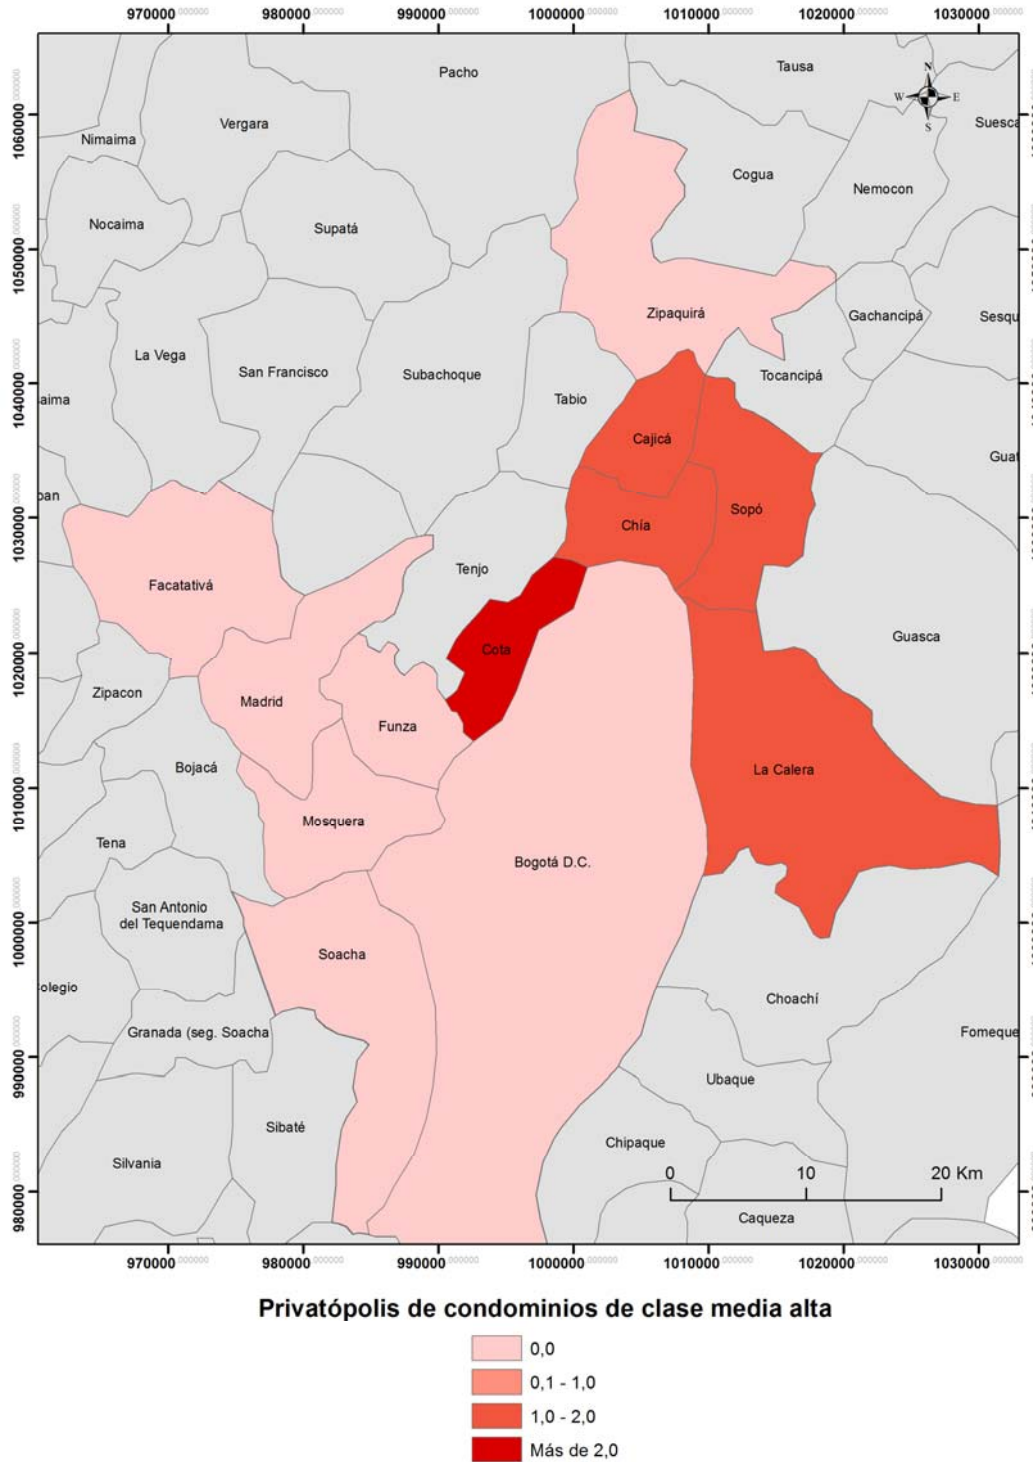 970000 980000 990000 1000000 1010000 1020000 1030000
Pacho
Tausa
N
W E
S
1060000
Vergara
Suesca
Nimaima
Cogua
Nemocon
Nocaima
Supatá
1050000
Zipaquirá
Gachancipá
Sesqu
La Vega
San Francisco
Subachoque
Tocancipá
1040000
aima
Tabio
Cajicá
Guat
Sopó
1030000
Chía
Tenjo
Facatativá
Guasca
Cota
1020000
Zipacon
Madrid
Funza
Bojacá
La Calera
1010000
Mosquera
Tena
Bogotá D.C.
San Antonio
del Tequendama
1000000
Soacha
olegio
Choachí
Granada (seg. Soacha
Fomeque
990000
Ubaque
Sibaté
Chipaque
Silvania
0 10 20 Km
980000
Caqueza
970000 980000 990000 1000000 1010000 1020000 1030000
Privatópolis de condominios de clase media alta
0,0
0,1 - 1,0
1,0 - 2,0
Más de 2,0